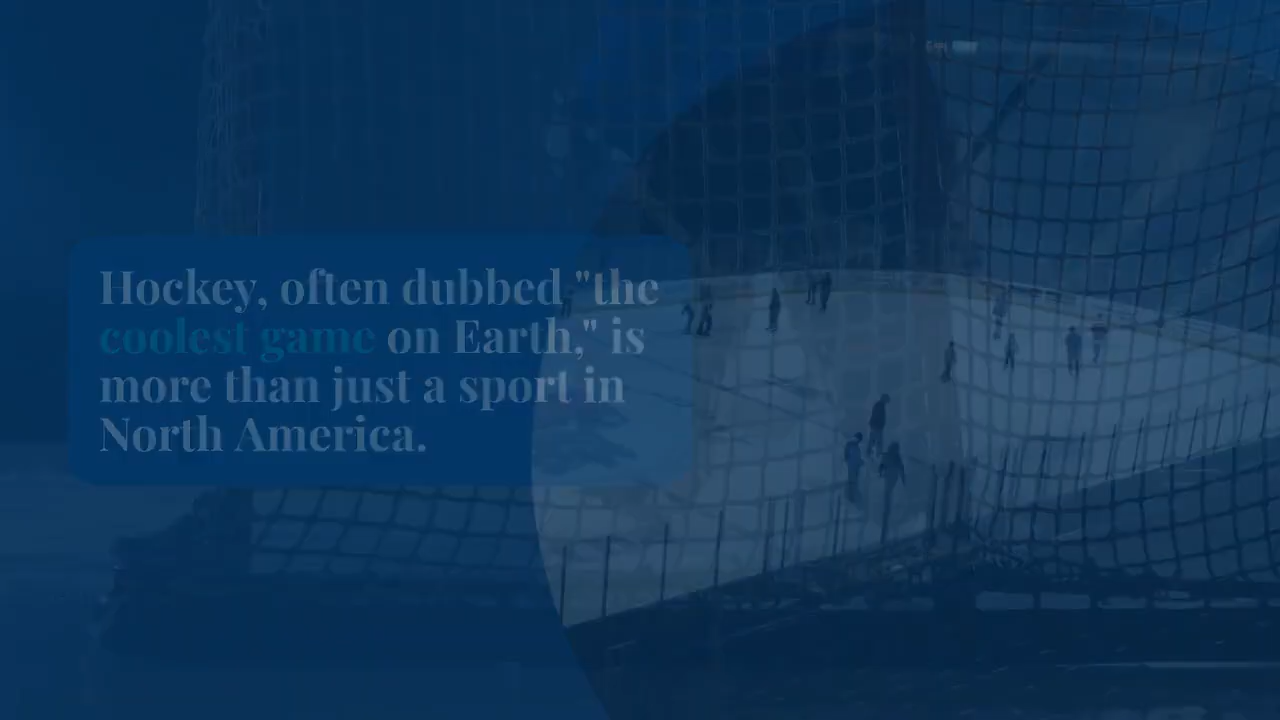 Hockey, often dubbed "the
coolest game on Earth," is
more than just a sport in
North America.